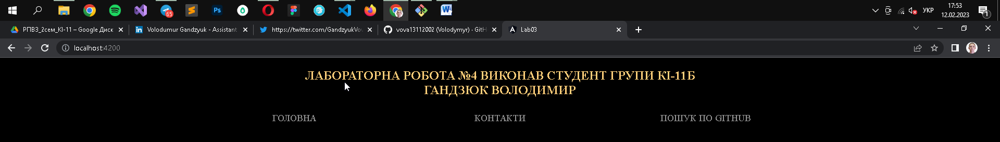 65
Ps
УКР
17:53
12.02.2023
1
РПВЗ_2сем_КІ-11 – Google Диск
Volodumur Gandzyuk - Assistant
https://twitter.com/GandzyukVov
vova13112002 (Volodymyr) · GitH
Lab03
localhost:4200
ЛАБОРАТОРНА РОБОТА №4 ВИКОНАВ СТУДЕНТ ГРУПИ КІ-11Б
ГАНДЗЮК ВОЛОДИМИР
ГОЛОВНА
КОНТАКТИ
ПОШУК ПО GITHUB